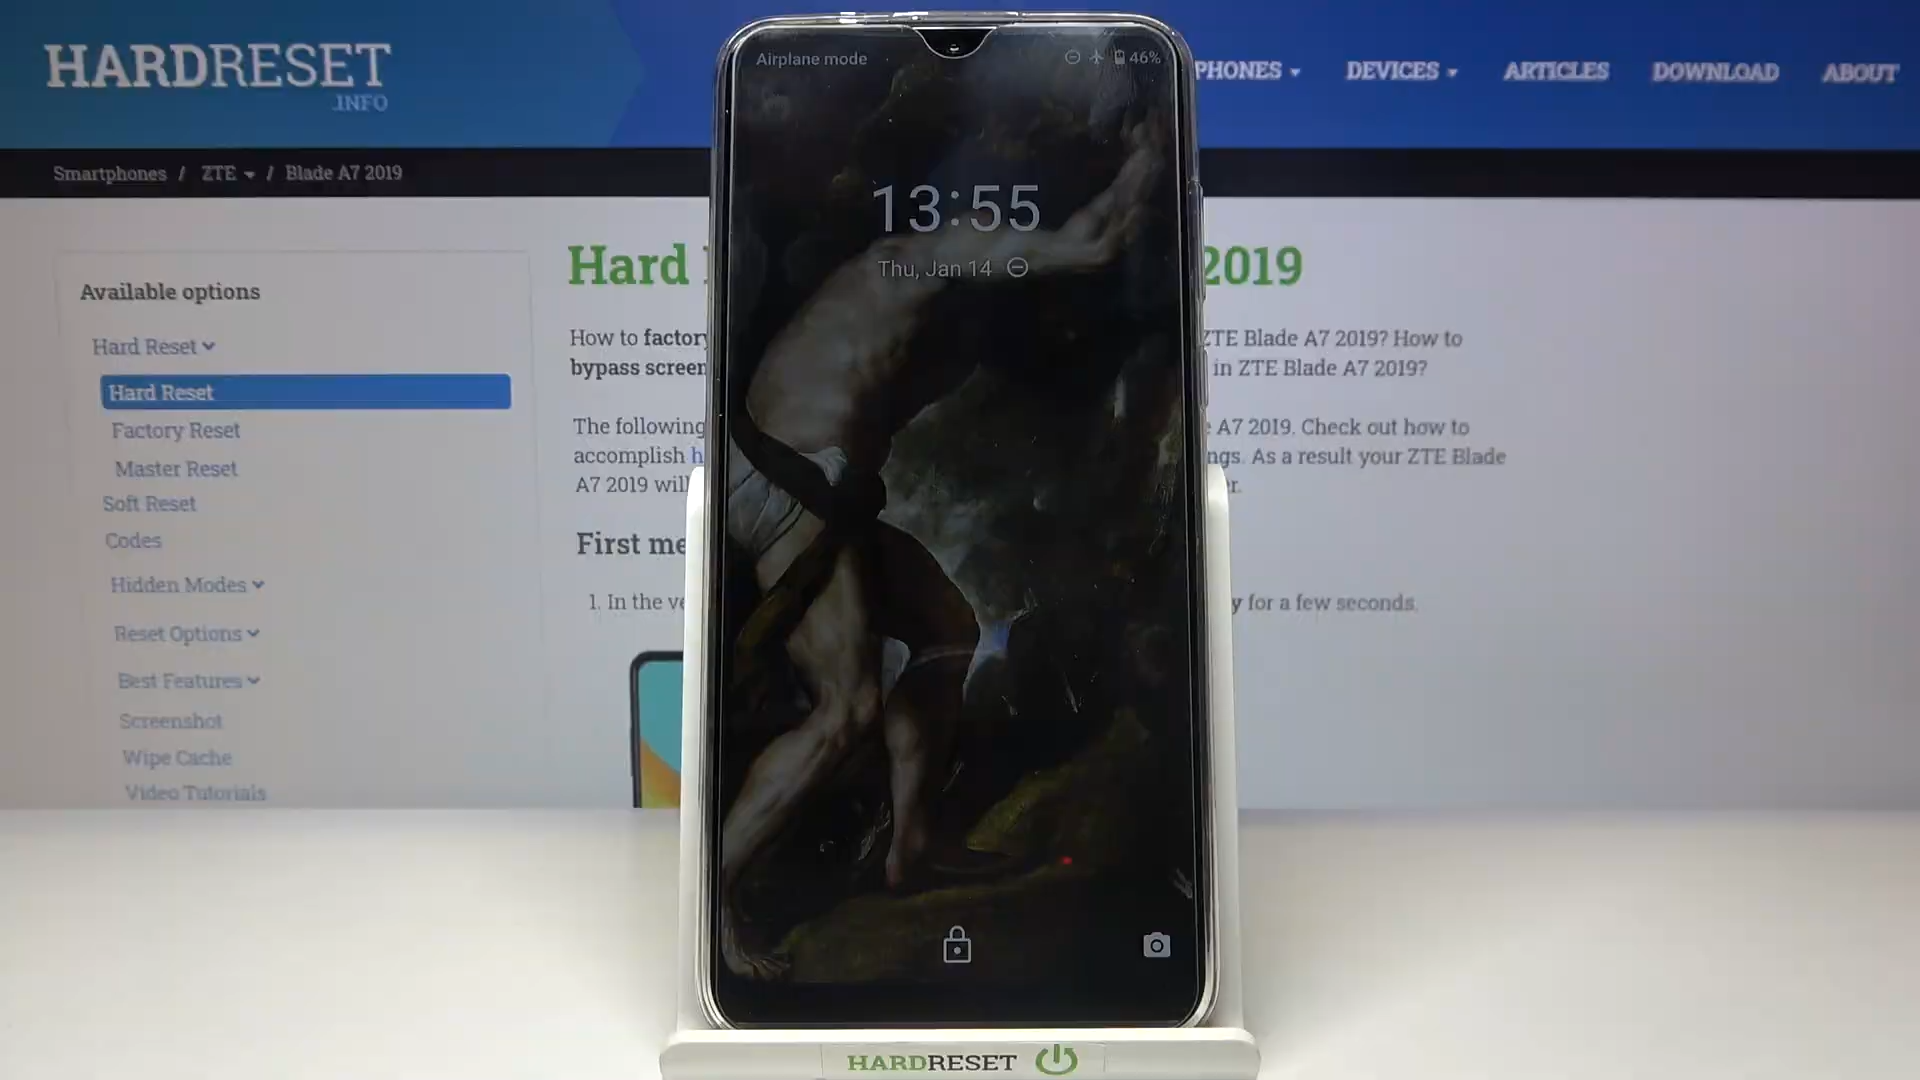 HARDRESET
.INFO
PHONES
DEVICES
ARTICLES
DOWNLOAD
ABOUT
Smartphones / ZTE / Blade A7 2019
Airplane mode
46%
13:55
Thu, Jan 14
Available options
Hard Reset
Hard Reset
Factory Reset
Master Reset
Soft Reset
Codes
Hidden Modes
Reset Options
Best Features
Screenshot
Wipe Cache
Video Tutorials
Hard 2019
How to factory ZTE Blade A7 2019? How to
bypass screen in ZTE Blade A7 2019?
The following A7 2019. Check out how to
accomplish h ngs. As a result your ZTE Blade
A7 2019 will r.
First me
1. In the ve y for a few seconds.
HARDRESET